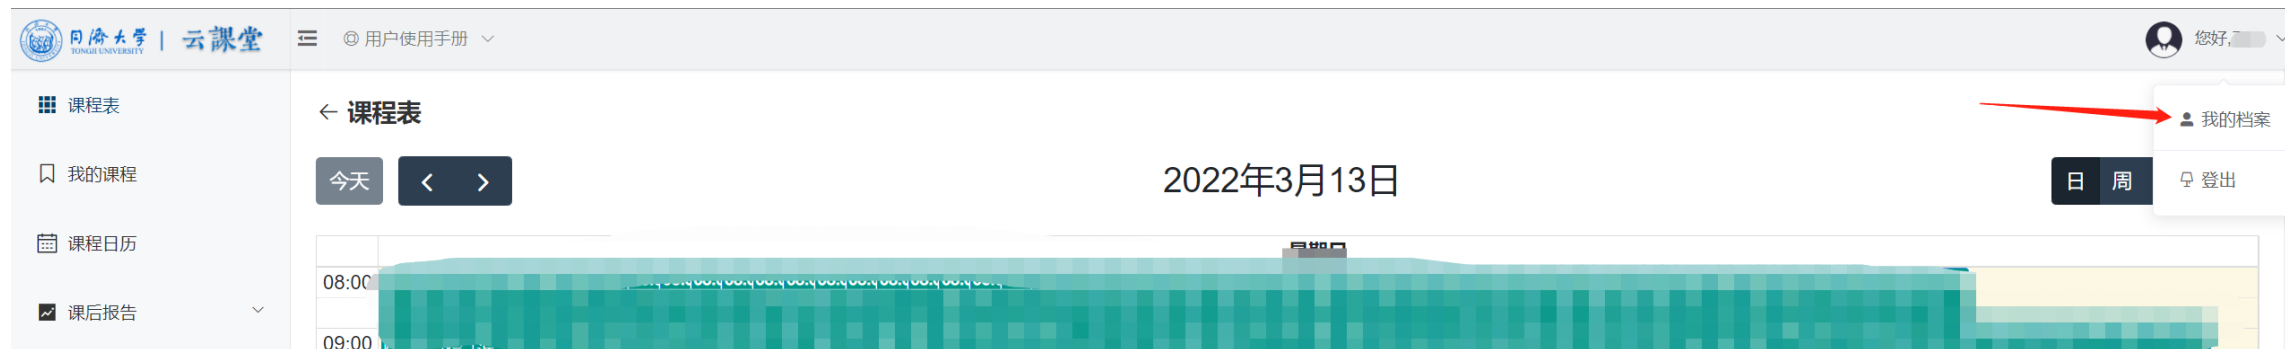 同济大学 | 云課堂
TONGJI UNIVERSITY
用户使用手册
您好,
课程表
我的课程
课程日历
课后报告
课程表
今天
2022年3月13日
日 周
我的档案
登出
星期日
08:00
09:00